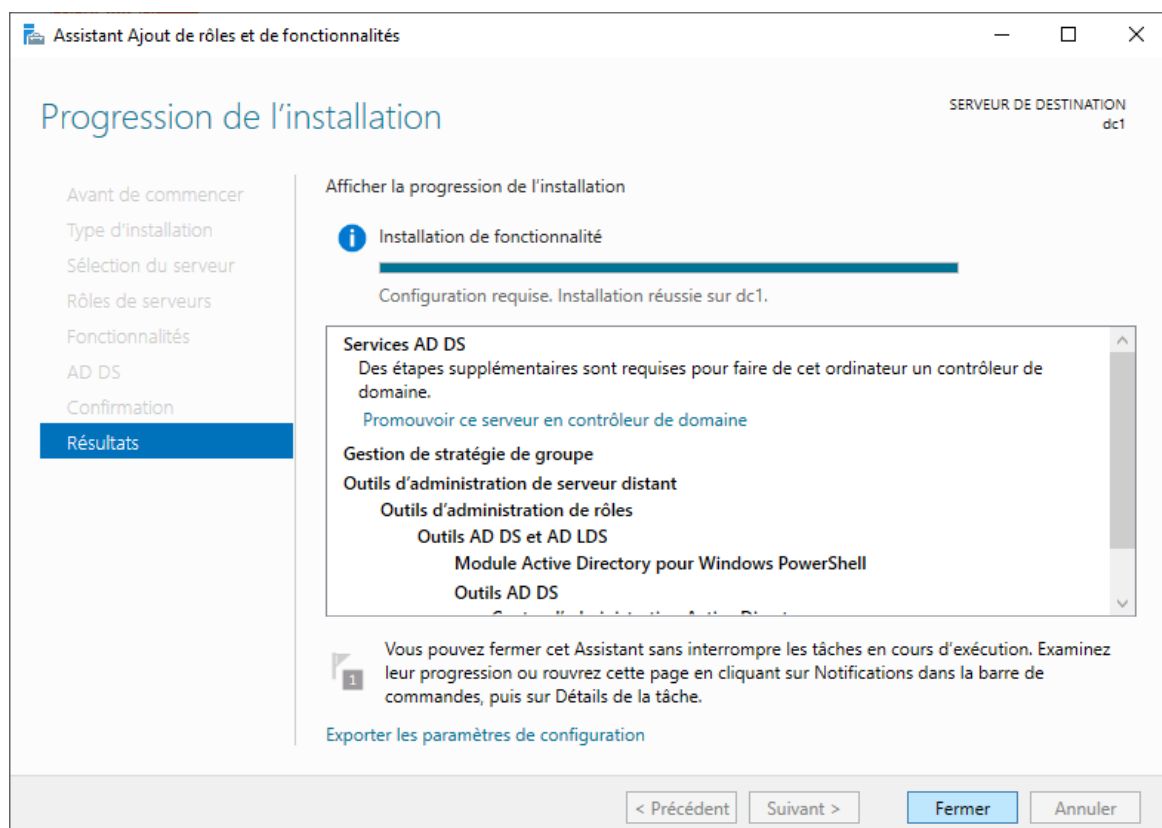 Assistant Ajout de rôles et de fonctionnalités
Progression de l'installation
SERVEUR DE DESTINATION
dc1
Avant de commencer
Type d'installation
Sélection du serveur
Rôles de serveurs
Fonctionnalités
AD DS
Confirmation
Résultats
Afficher la progression de l'installation
Installation de fonctionnalité
Configuration requise. Installation réussie sur dc1.
Services AD DS
Des étapes supplémentaires sont requises pour faire de cet ordinateur un contrôleur de
domaine.
Promouvoir ce serveur en contrôleur de domaine
Gestion de stratégie de groupe
Outils d'administration de serveur distant
Outils d'administration de rôles
Outils AD DS et AD LDS
Module Active Directory pour Windows PowerShell
Outils AD DS
1
Vous pouvez fermer cet Assistant sans interrompre les tâches en cours d'exécution. Examinez
leur progression ou rouvrez cette page en cliquant sur Notifications dans la barre de
commandes, puis sur Détails de la tâche.
Exporter les paramètres de configuration
< Précédent
Suivant >
Fermer
Annuler